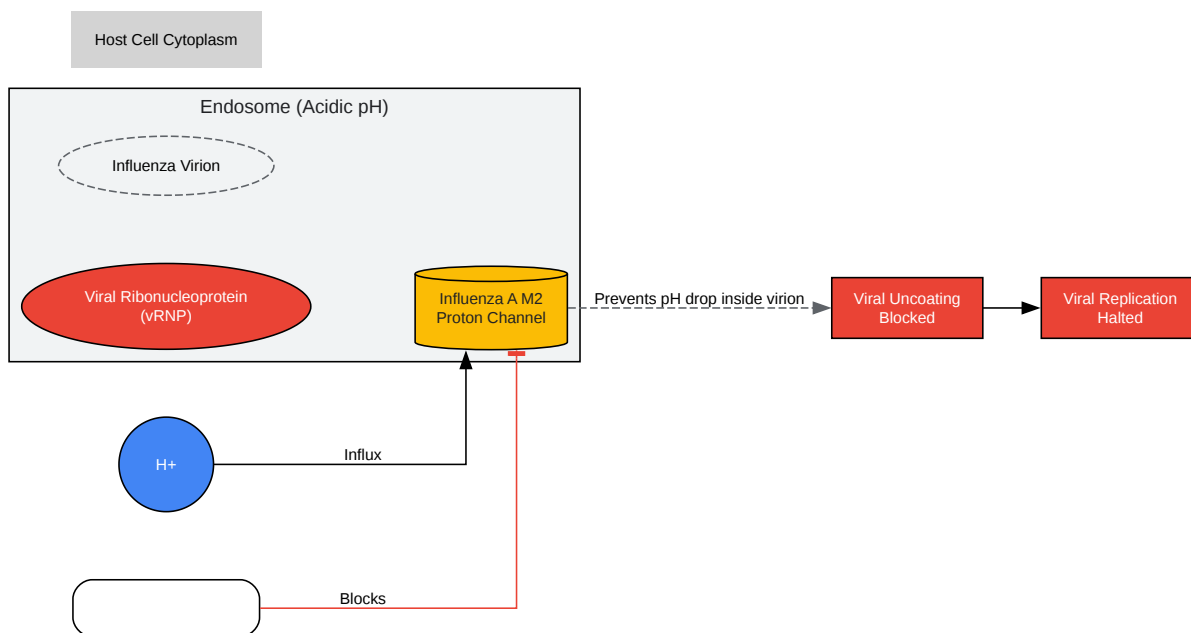 Host Cell Cytoplasm
Endosome (Acidic pH)
Influenza Virion
Viral Ribonucleoprotein
(vRNP)
Influenza A M2
Proton Channel
Prevents pH drop inside virion
Viral Uncoating
Blocked
Viral Replication
Halted
H+
Influx
Blocks